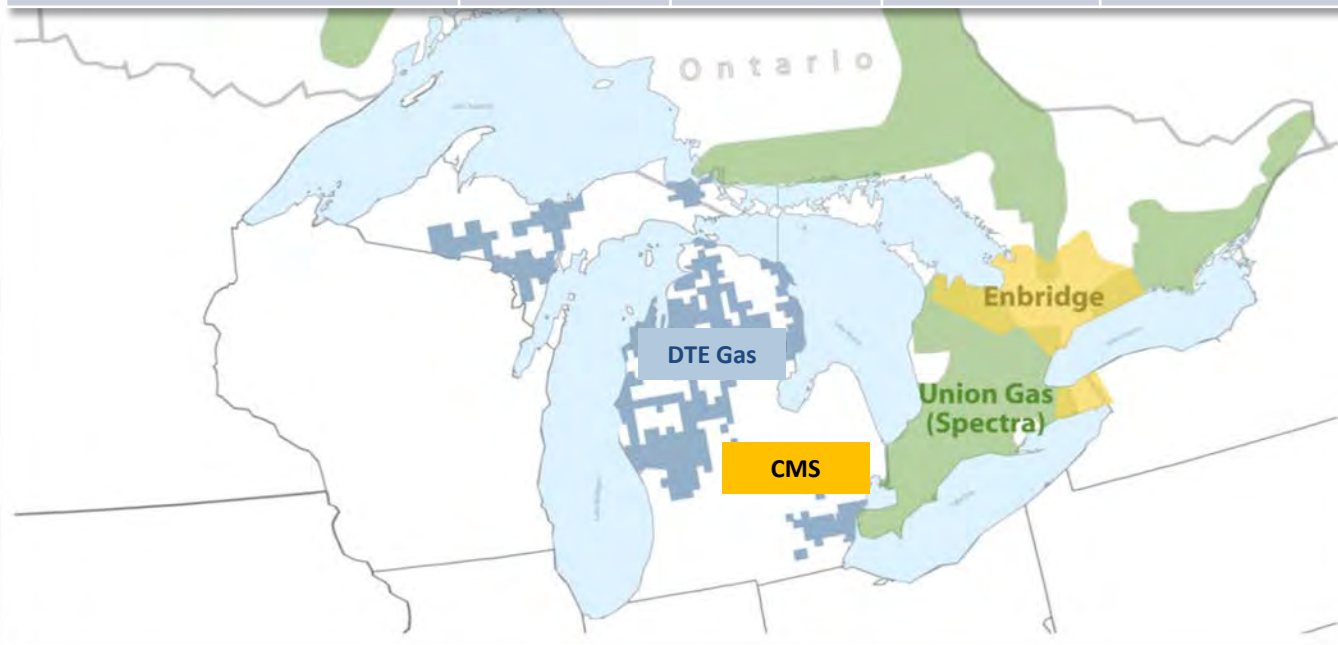 Ontario
Enbridge
DTE Gas
Union Gas
(Spectra)
CMS